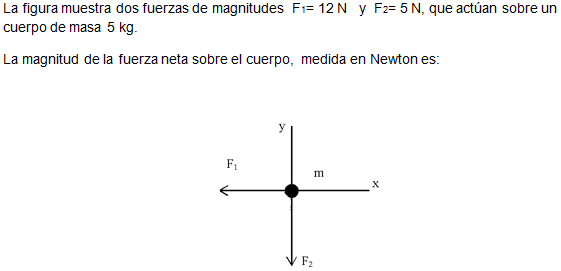 La figura muestra dos fuerzas de magnitudes F1= 12 N y F2= 5 N, que actúan sobre un
cuerpo de masa 5 kg.
La magnitud de la fuerza neta sobre el cuerpo, medida en Newton es:
y
F1
m
x
F2